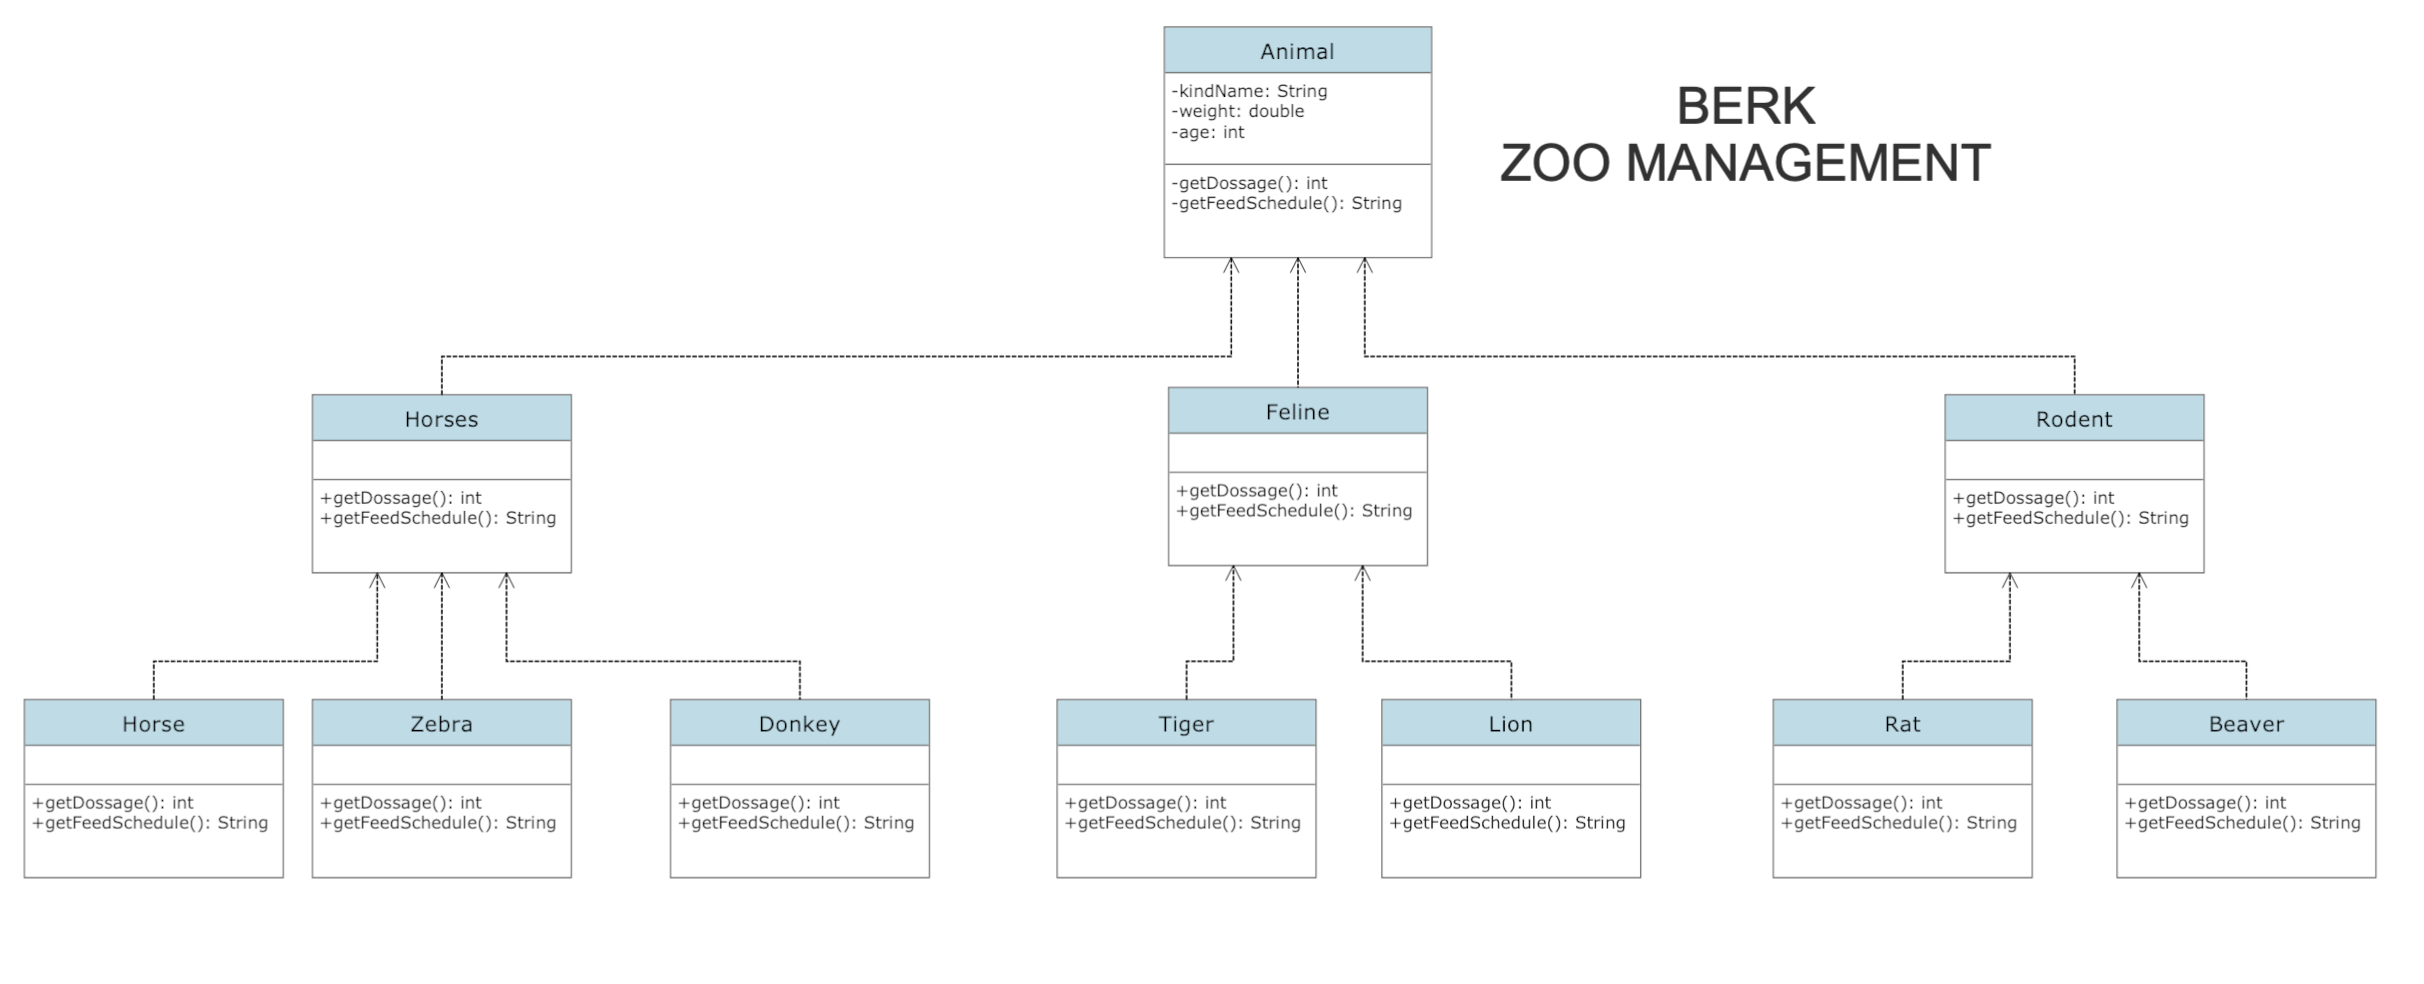 Animal
-kindName: String
-weight: double
-age: int
-getDossage(): int
-getFeedSchedule(): String
BERK
ZOO MANAGEMENT
Horses
+getDossage(): int
+getFeedSchedule(): String
Feline
+getDossage(): int
+getFeedSchedule(): String
Rodent
+getDossage(): int
+getFeedSchedule(): String
Horse
+getDossage(): int
+getFeedSchedule(): String
Zebra
+getDossage(): int
+getFeedSchedule(): String
Donkey
+getDossage(): int
+getFeedSchedule(): String
Tiger
+getDossage(): int
+getFeedSchedule(): String
Lion
+getDossage(): int
+getFeedSchedule(): String
Rat
+getDossage(): int
+getFeedSchedule(): String
Beaver
+getDossage(): int
+getFeedSchedule(): String